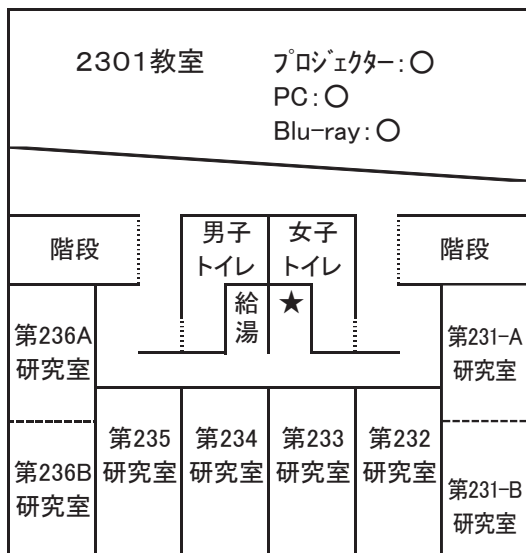 2301教室
プロジェクター:〇
PC:〇
Blu-ray:〇
階段
男子
トイレ
女子
トイレ
階段
給
湯
★
第236A
研究室
第231-A
研究室
第235
研究室
第234
研究室
第233
研究室
第232
研究室
第236B
研究室
第231-B
研究室